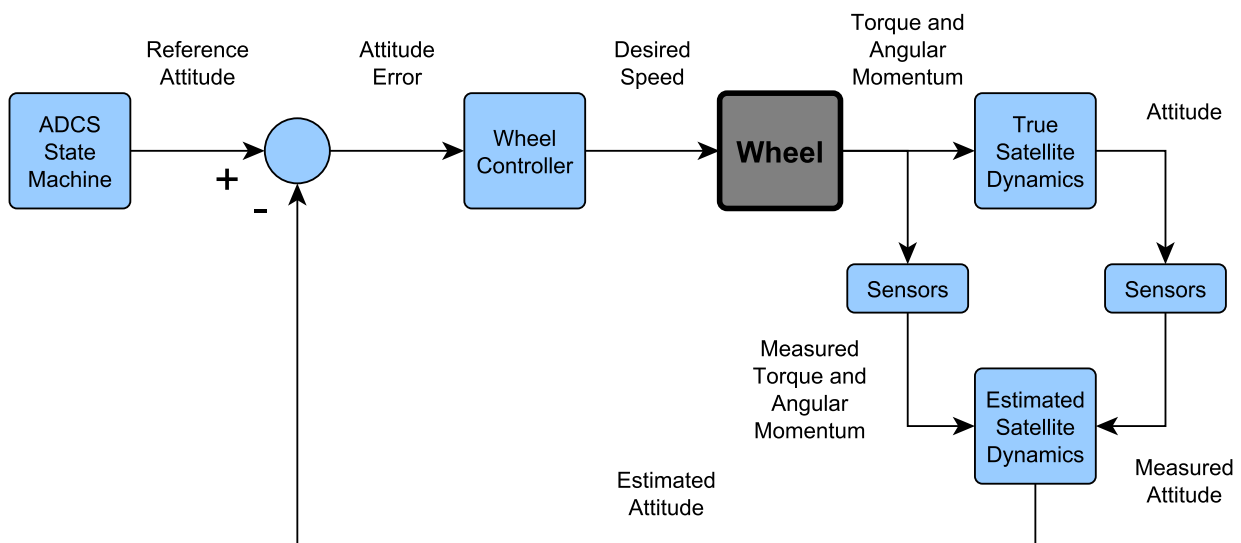 Reference
Attitude
Attitude
Error
Desired
Speed
Torque and
Angular
Momentum
Attitude
ADCS
State
Machine
+
-
Wheel
Controller
Wheel
True
Satellite
Dynamics
Sensors
Sensors
Measured
Torque and
Angular
Momentum
Estimated
Satellite
Dynamics
Measured
Attitude
Estimated
Attitude